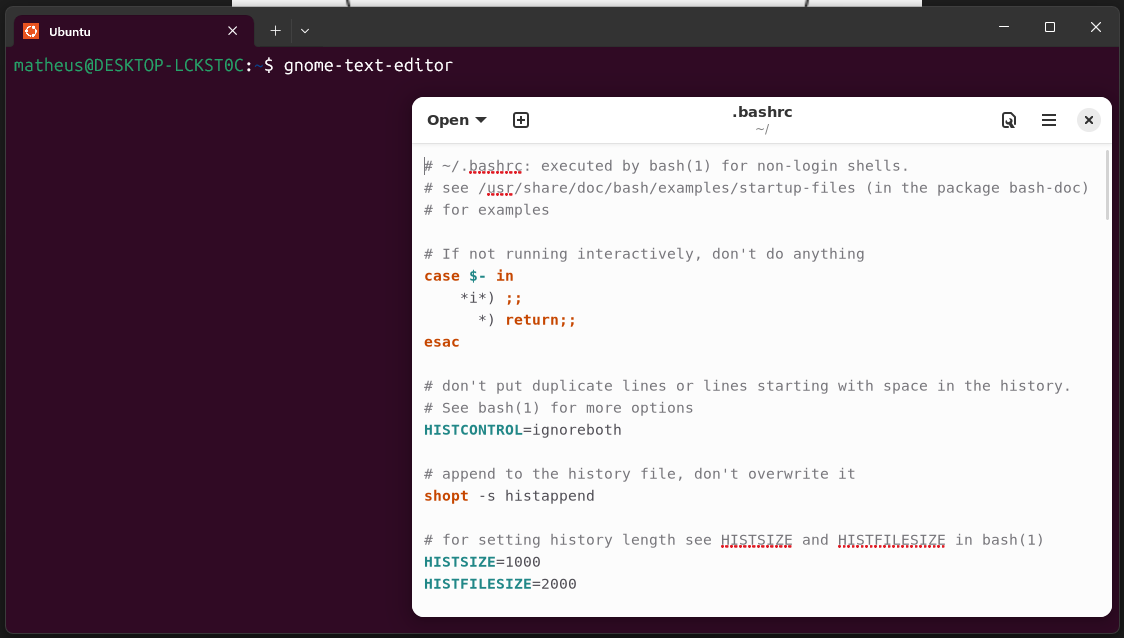 Ubuntu
matheus@DESKTOP-LCKST0C:~$ gnome-text-editor
Open
.bashrc
~/
# ~/.bashrc: executed by bash(1) for non-login shells.
# see /usr/share/doc/bash/examples/startup-files (in the package bash-doc)
# for examples

# If not running interactively, don't do anything
case $- in
    *i*) ;;
      *) return;;
esac

# don't put duplicate lines or lines starting with space in the history.
# See bash(1) for more options
HISTCONTROL=ignoreboth

# append to the history file, don't overwrite it
shopt -s histappend

# for setting history length see HISTSIZE and HISTFILESIZE in bash(1)
HISTSIZE=1000
HISTFILESIZE=2000